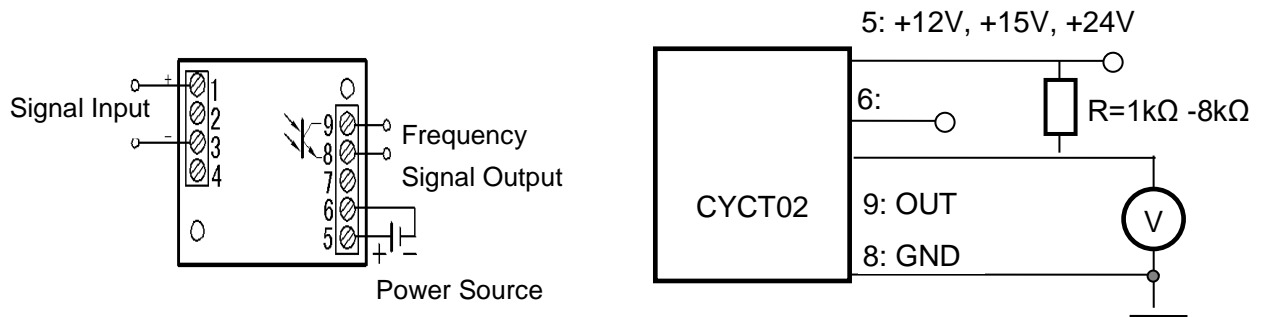 Signal Input
+
-
1
2
3
4
9
8
7
6
5
Frequency
Signal Output
+ -
Power Source
5: +12V, +15V, +24V
6:
R=1kΩ -8kΩ
CYCT02
9: OUT
8: GND
V